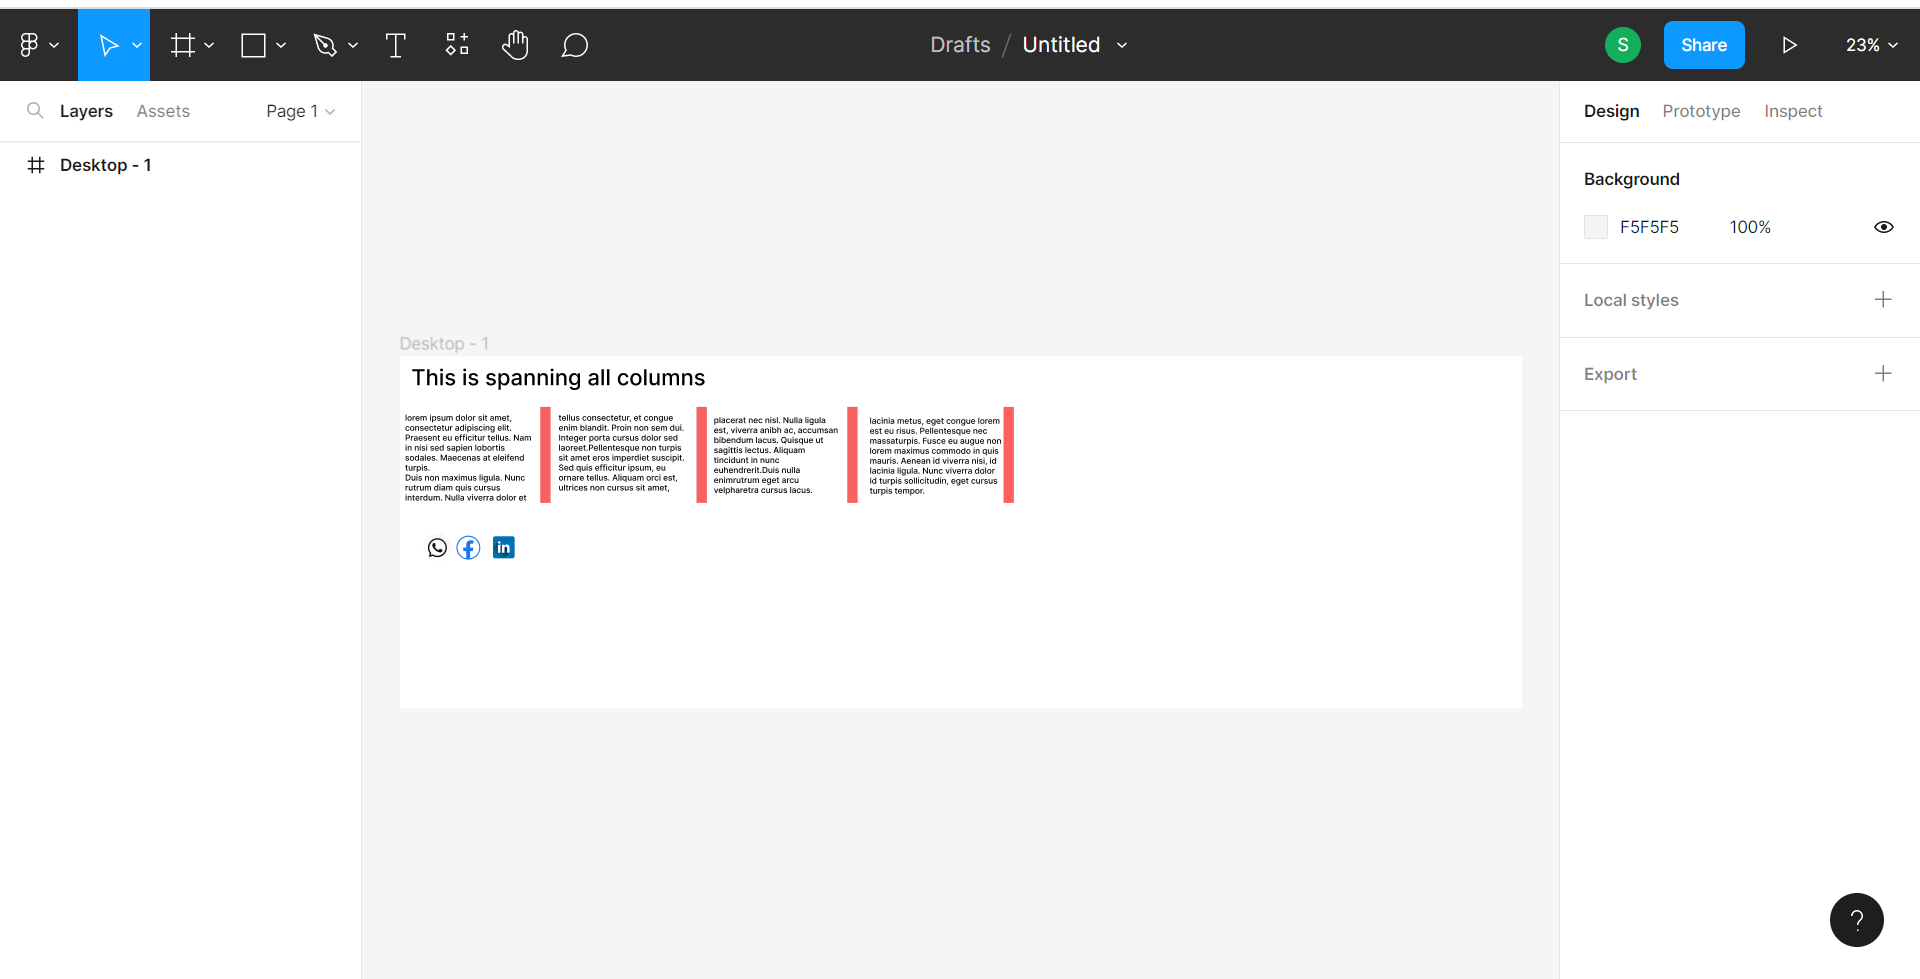 Drafts / Untitled
S
Share
23%
Layers Assets Page 1
Desktop - 1
Design Prototype Inspect
Background
F5F5F5 100%
Local styles
Export
Desktop - 1
This is spanning all columns
lorem ipsum dolor sit amet,
consectetur adipiscing elit.
Praesent eu efficitur tellus. Nam
in nisi sed sapien lobortis
sodales. Maecenas at eleifend
turpis.
Duis non maximus ligula. Nunc
rutrum diam quis cursus
interdum. Nulla viverra dolor et
tellus consectetur, et congue
enim blandit. Proin non sem dui.
Integer porta cursus dolor sed
laoreet.Pellentesque non turpis
sit amet eros imperdiet suscipit.
Sed quis efficitur ipsum, eu
ornare tellus. Aliquam orci est,
ultrices non cursus sit amet,
placerat nec nisl. Nulla ligula
est, viverra anibh ac, accumsan
bibendum lacus. Quisque ut
sagittis lectus. Aliquam
tincidunt in nunc
euhendrerit.Duis nulla
enimrutrum eget arcu
velpharetra cursus lacus.
lacinia metus, eget congue lorem
est eu risus. Pellentesque nec
massaturpis. Fusce eu augue non
lorem maximus commodo in quis
mauris. Aenean id viverra nisi, id
lacinia ligula. Nunc viverra dolor
id turpis sollicitudin, eget cursus
turpis tempor.
in
?